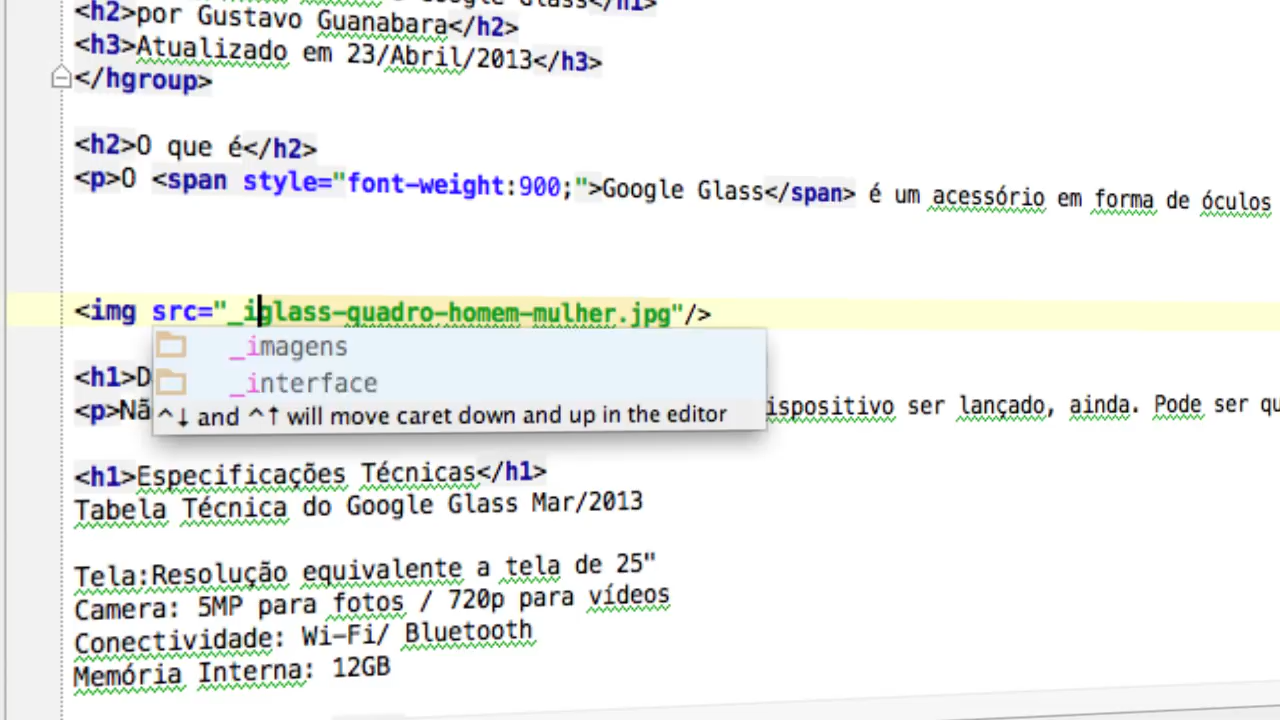 Google Glass</h1>
<h2>por Gustavo Guanabara</h2>
<h3>Atualizado em 23/Abril/2013</h3>
</hgroup>
<h2>O que é</h2>
<p>O <span style="font-weight:900;">Google Glass</span> é um acessório em forma de óculos
<img src="_iglass-quadro-homem-mulher.jpg"/>
_imagens
<h1>D
_interface
<p>Nã
^↓ and ^↑ will move caret down and up in the editor
ispositivo ser lançado, ainda. Pode ser qu
<h1>Especificações Técnicas</h1>
Tabela Técnica do Google Glass Mar/2013
Tela:Resolução equivalente a tela de 25"
Camera: 5MP para fotos / 720p para vídeos
Conectividade: Wi-Fi/ Bluetooth
Memória Interna: 12GB